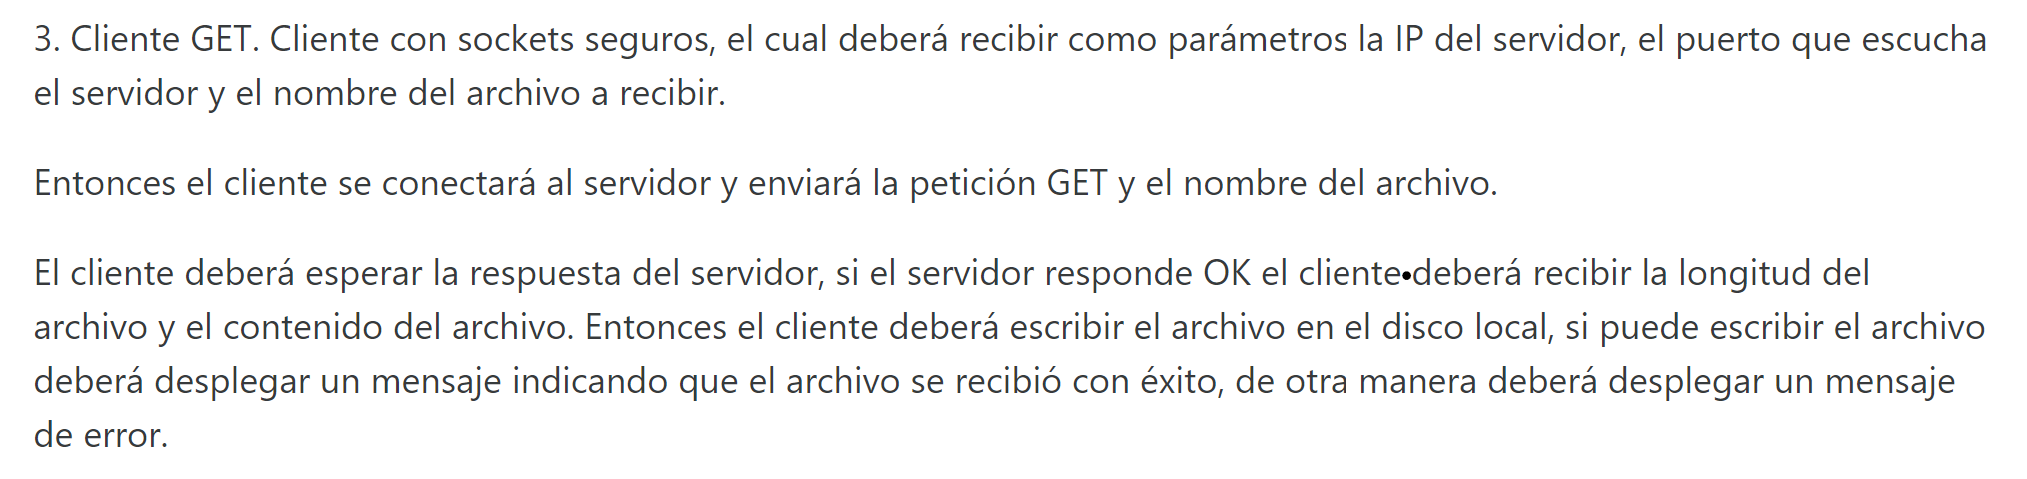 3. Cliente GET. Cliente con sockets seguros, el cual deberá recibir como parámetros la IP del servidor, el puerto que escucha
el servidor y el nombre del archivo a recibir.
Entonces el cliente se conectará al servidor y enviará la petición GET y el nombre del archivo.
El cliente deberá esperar la respuesta del servidor, si el servidor responde OK el cliente•deberá recibir la longitud del
archivo y el contenido del archivo. Entonces el cliente deberá escribir el archivo en el disco local, si puede escribir el archivo
deberá desplegar un mensaje indicando que el archivo se recibió con éxito, de otra manera deberá desplegar un mensaje
de error.